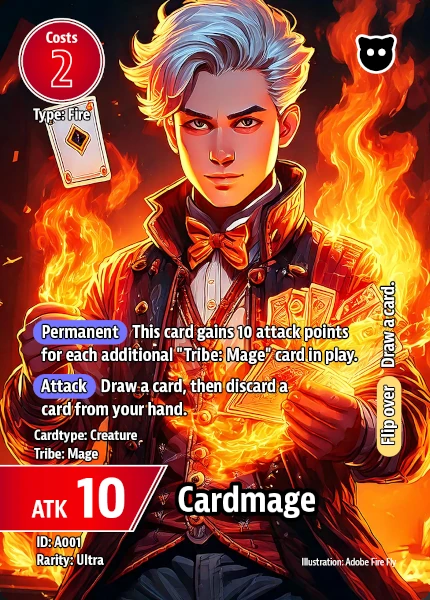 Costs
2
Type: Fire
Permanent This card gains 10 attack points
for each additional "Tribe: Mage" card in play.
Attack Draw a card, then discard a
card from your hand.
Flip over Draw a card.
Cardtype: Creature
Tribe: Mage
ATK 10
Cardmage
ID: A001
Rarity: Ultra
Illustration: Adobe Fire Fly